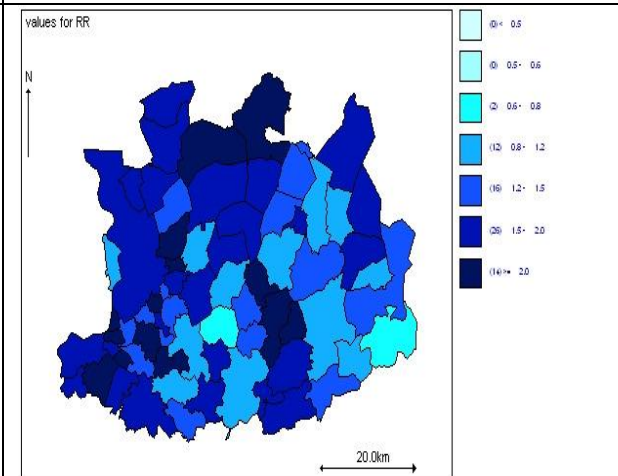 values for RR
N
(0) < 0.5
(0) 0.5 - 0.6
(2) 0.6 - 0.8
(12) 0.8 - 1.2
(16) 1.2 - 1.5
(26) 1.5 - 2.0
(14) >= 2.0
20.0km